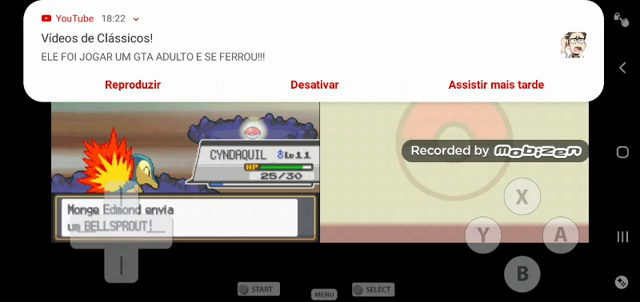 YouTube 18:22
Vídeos de Clássicos!
ELE FOI JOGAR UM GTA ADULTO E SE FERROU!!!
Reproduzir Desativar Assistir mais tarde
CYNDAQUIL ♂Lv11
HP
25/30
Recorded by MOBIZEN
Monge Edmond envia
um BELLSPROUT!
X
Y A
B
START MENU SELECT